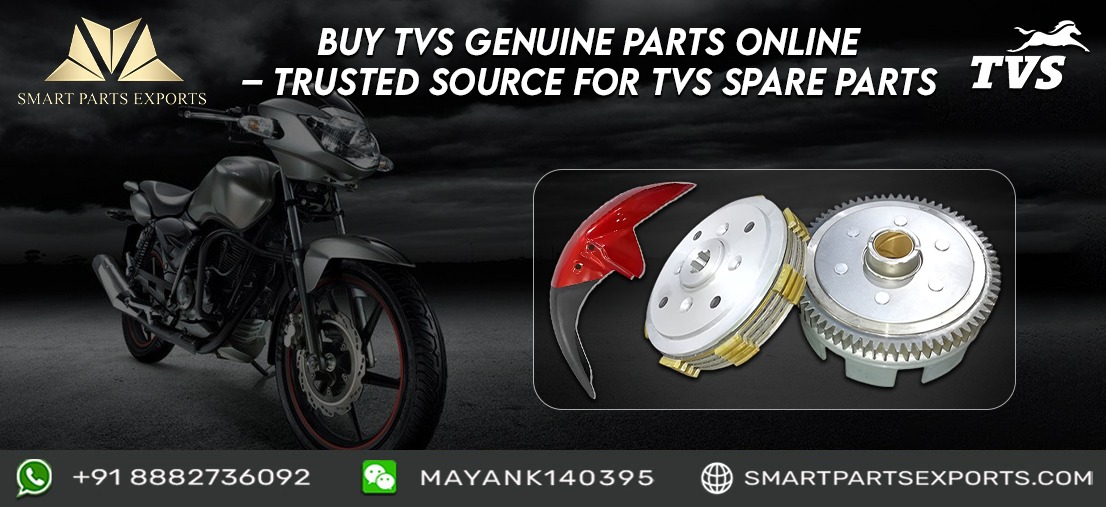 SMART PARTS EXPORTS
BUY TVS GENUINE PARTS ONLINE
– TRUSTED SOURCE FOR TVS SPARE PARTS
TVS
+91 8882736092
MAYANK140395
SMARTPARTSEXPORTS.COM